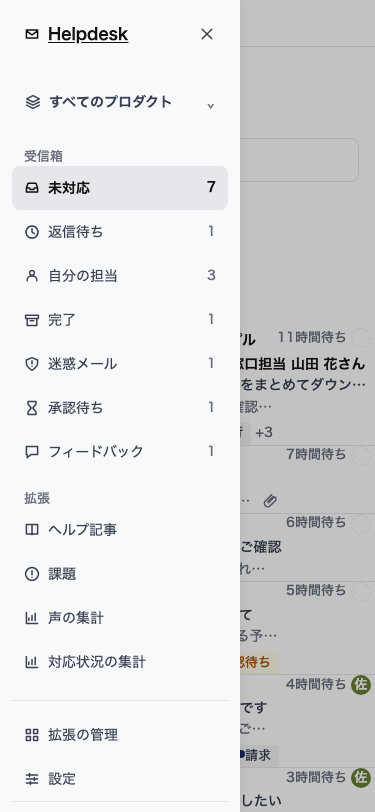 Helpdesk
すべてのプロダクト
受信箱
未対応 7
返信待ち 1
自分の担当 3
完了 1
迷惑メール 1
承認待ち 1
フィードバック 1
拡張
ヘルプ記事
課題
声の集計
対応状況の集計
拡張の管理
設定
ル 11時間待ち
口担当 山田 花さん
をまとめてダウン…
確認…
+3
7時間待ち
…
6時間待ち
ご確認
れ…
5時間待ち
て
る予…
認待ち
4時間待ち 佐
です
ご…
請求
3時間待ち 佐
したい